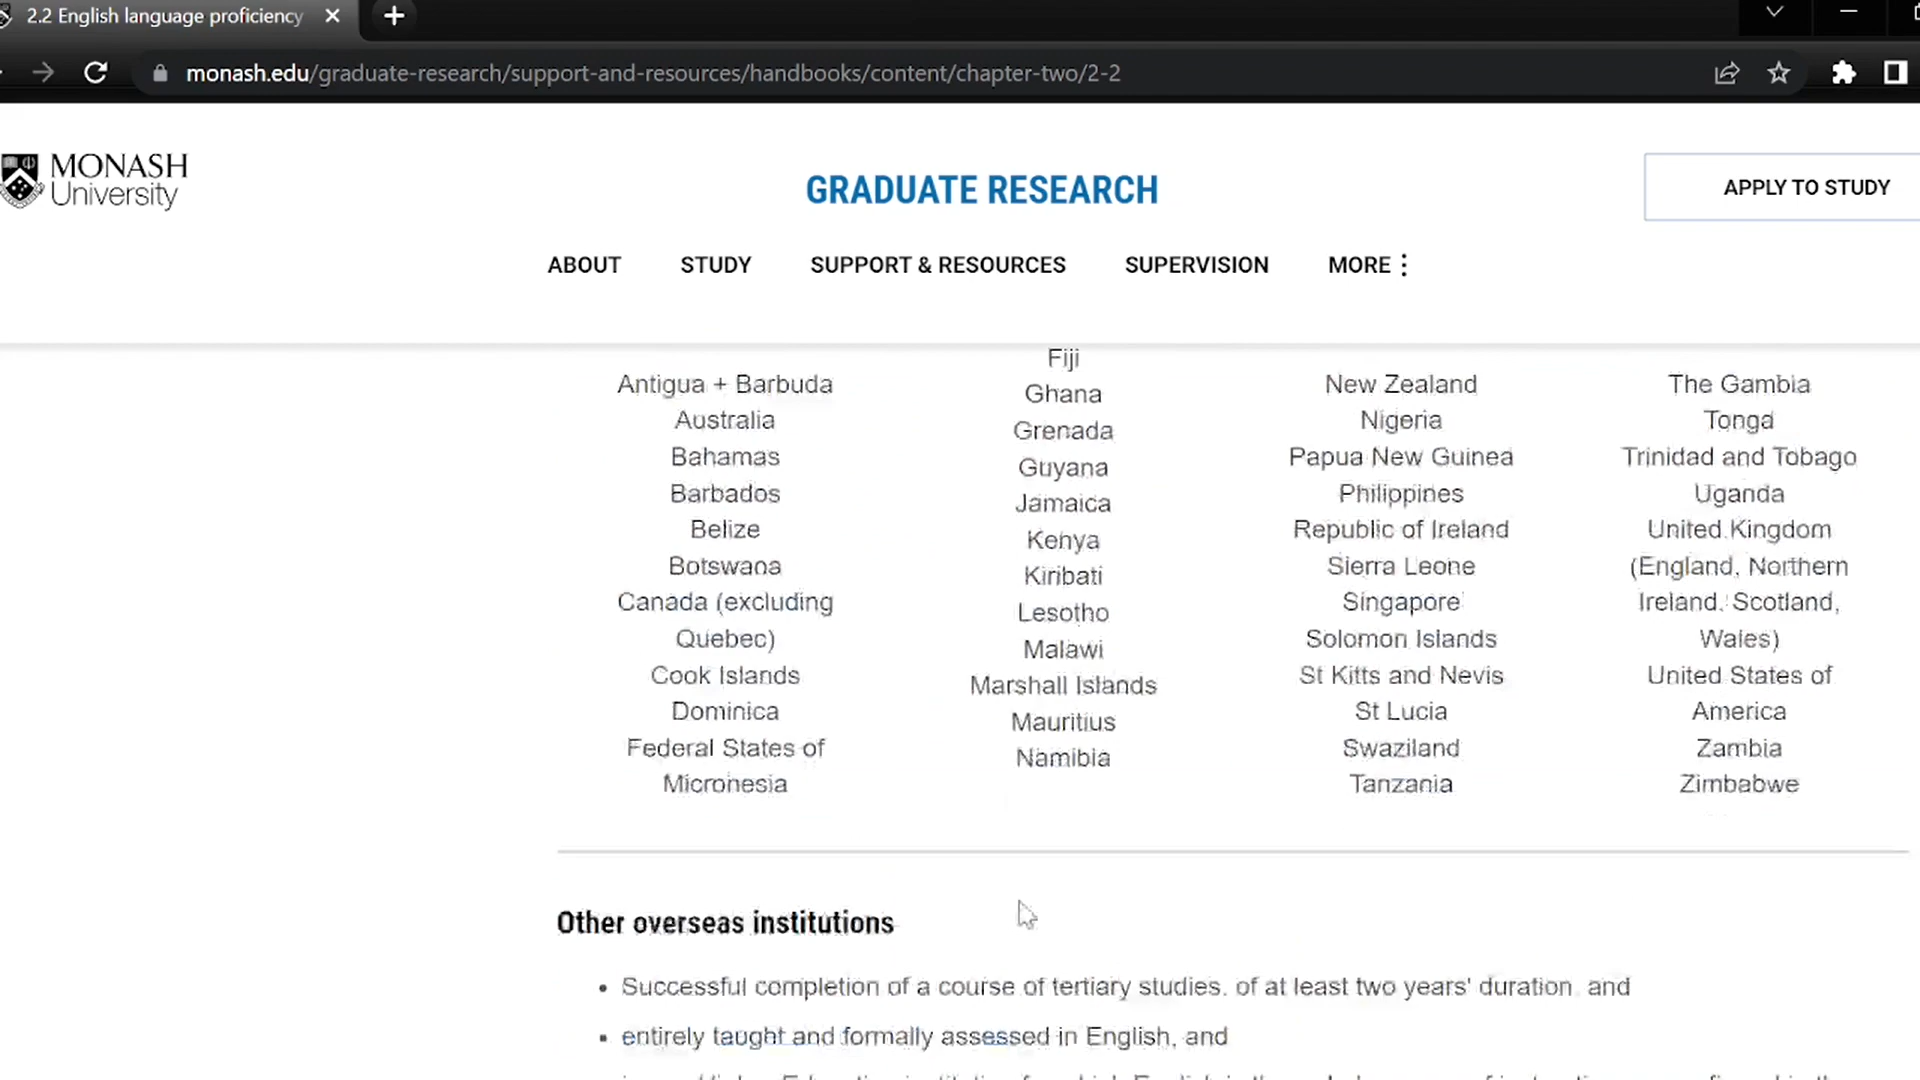 2.2 English language proficiency
monash.edu/graduate-research/support-and-resources/handbooks/content/chapter-two/2-2
MONASH
University
GRADUATE RESEARCH
APPLY TO STUDY
ABOUT
STUDY
SUPPORT & RESOURCES
SUPERVISION
MORE
Antigua + Barbuda
Australia
Bahamas
Barbados
Belize
Botswana
Canada (excluding
Quebec)
Cook Islands
Dominica
Federal States of
Micronesia
Fiji
Ghana
Grenada
Guyana
Jamaica
Kenya
Kiribati
Lesotho
Malawi
Marshall Islands
Mauritius
Namibia
New Zealand
Nigeria
Papua New Guinea
Philippines
Republic of Ireland
Sierra Leone
Singapore
Solomon Islands
St Kitts and Nevis
St Lucia
Swaziland
Tanzania
The Gambia
Tonga
Trinidad and Tobago
Uganda
United Kingdom
(England, Northern
Ireland, Scotland,
Wales)
United States of
America
Zambia
Zimbabwe
Other overseas institutions
• Successful completion of a course of tertiary studies, of at least two years' duration, and
• entirely taught and formally assessed in English, and